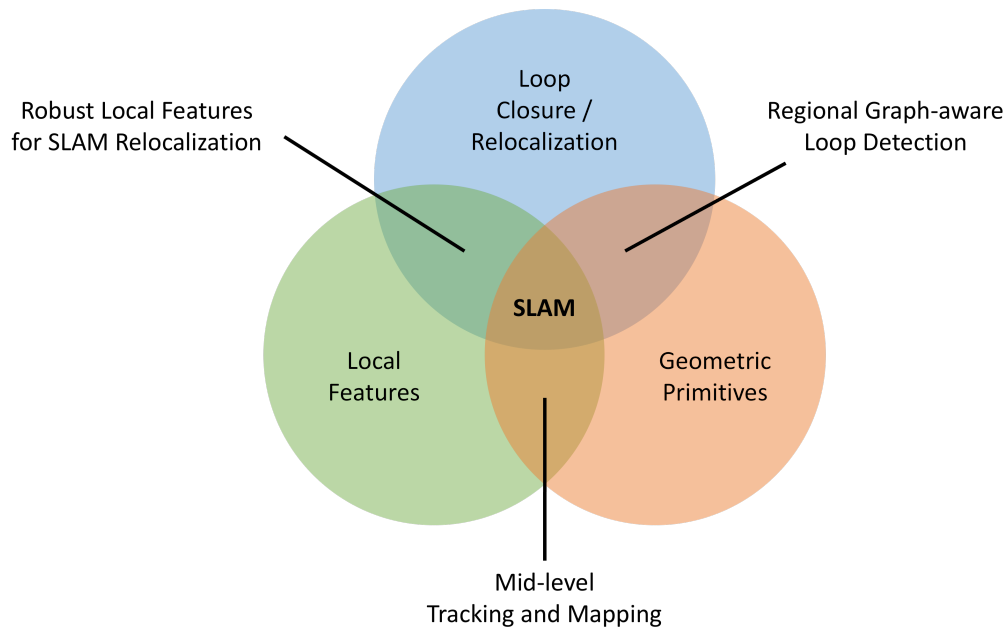 Loop
Closure /
Relocalization
Robust Local Features
for SLAM Relocalization
Regional Graph-aware
Loop Detection
SLAM
Local
Features
Geometric
Primitives
Mid-level
Tracking and Mapping